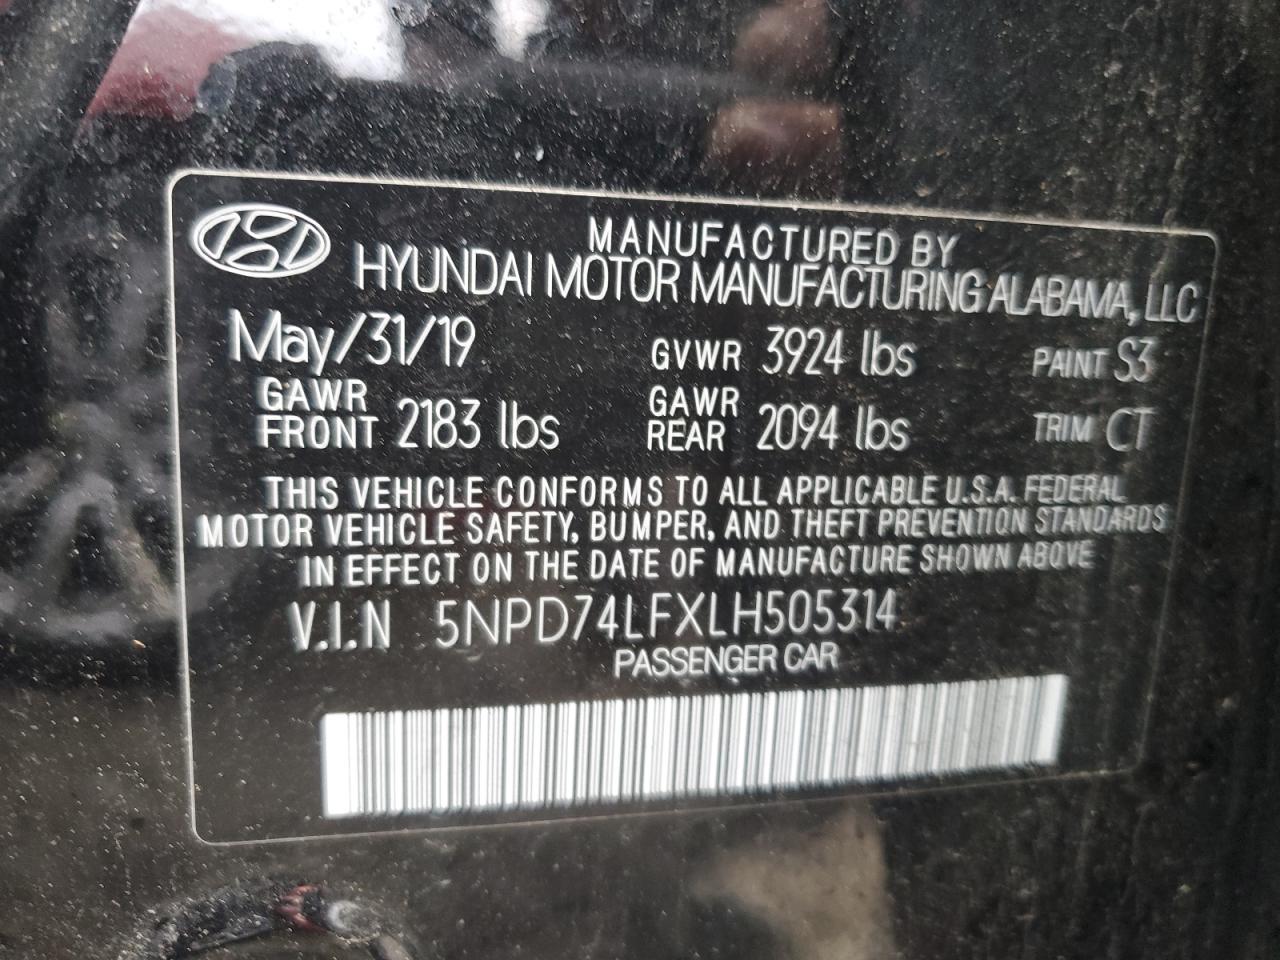 MANUFACTURED BY
HYUNDAI MOTOR MANUFACTURING ALABAMA, LLC
May/31/19 GVWR 3924 lbs PAINT S3
GAWR FRONT 2183 lbs GAWR REAR 2094 lbs TRIM CT
THIS VEHICLE CONFORMS TO ALL APPLICABLE U.S.A. FEDERAL
MOTOR VEHICLE SAFETY, BUMPER, AND THEFT PREVENTION STANDARDS
IN EFFECT ON THE DATE OF MANUFACTURE SHOWN ABOVE
V.I.N 5NPD74LFXLH505314
PASSENGER CAR